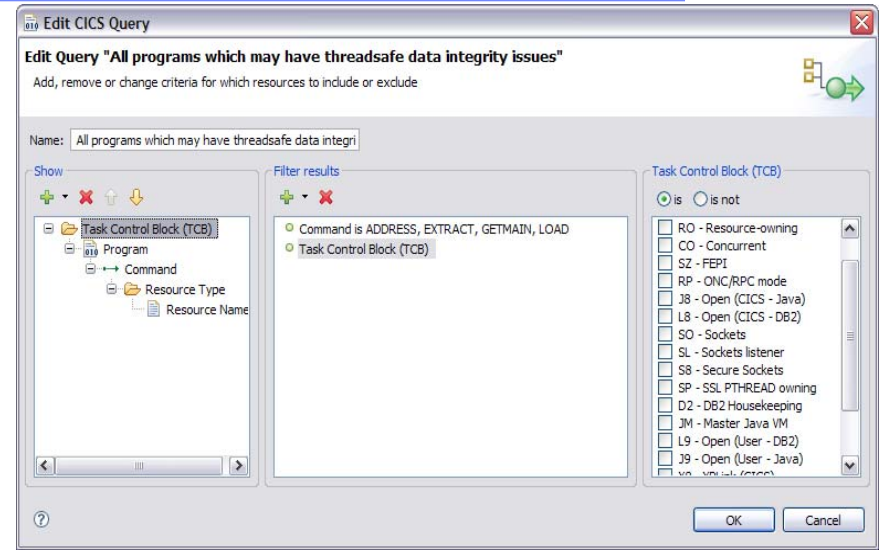 Edit CICS Query
Edit Query "All programs which may have threadsafe data integrity issues"
Add, remove or change criteria for which resources to include or exclude
Name: All programs which may have threadsafe data integri
Show
Task Control Block (TCB)
Program
Command
Resource Type
Resource Name
Filter results
Command is ADDRESS, EXTRACT, GETMAIN, LOAD
Task Control Block (TCB)
Task Control Block (TCB)
is is not
RO - Resource-owning
CO - Concurrent
SZ - FEPI
RP - ONC/RPC mode
J8 - Open (CICS - Java)
L8 - Open (CICS - DB2)
SO - Sockets
SL - Sockets listener
S8 - Secure Sockets
SP - SSL PTHREAD owning
D2 - DB2 Housekeeping
JM - Master Java VM
L9 - Open (User - DB2)
J9 - Open (User - Java)
OK Cancel